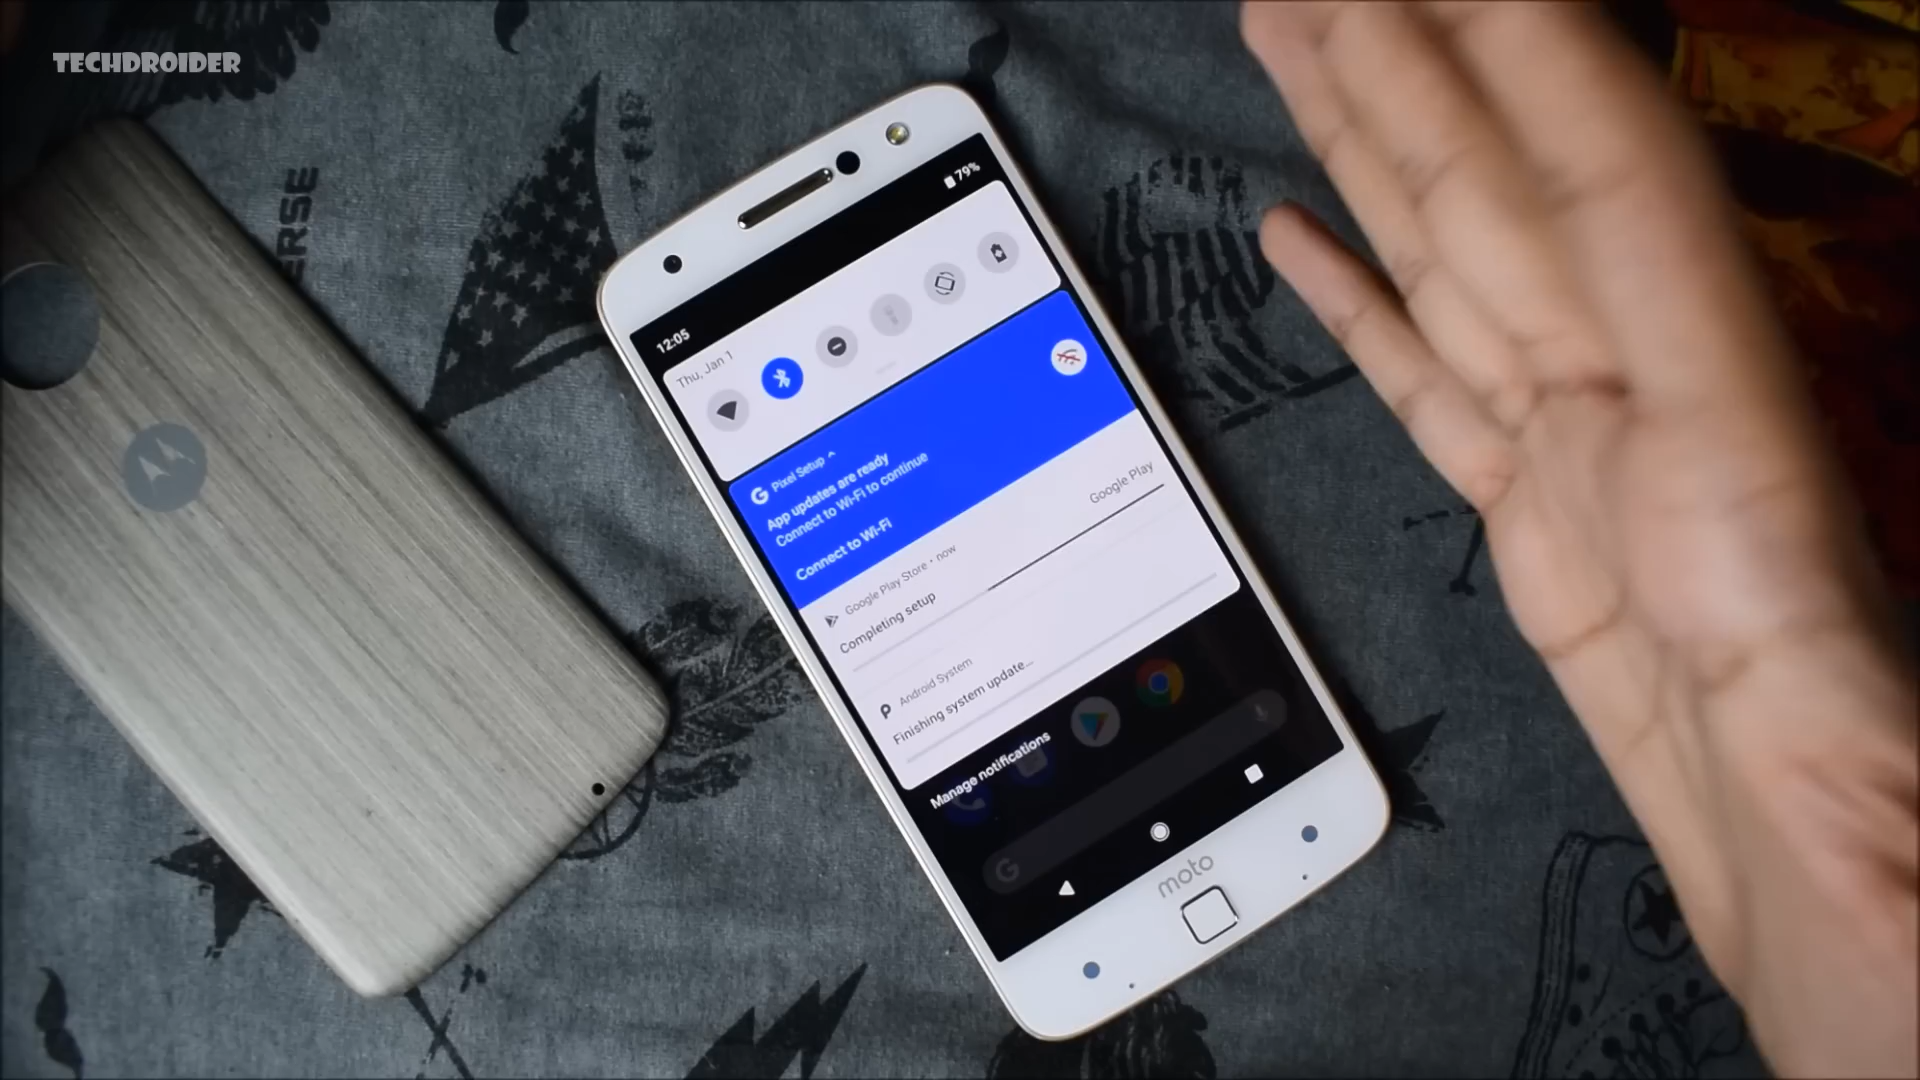 TECHDROIDER
ERSE
79%
12:05
Thu, Jan 1
Pixel Setup
App updates are ready
Connect to Wi-Fi to continue
Connect to Wi-Fi
Google Play Store • now
Google Play
Completing setup
Android System
Finishing system update...
Manage notifications
moto